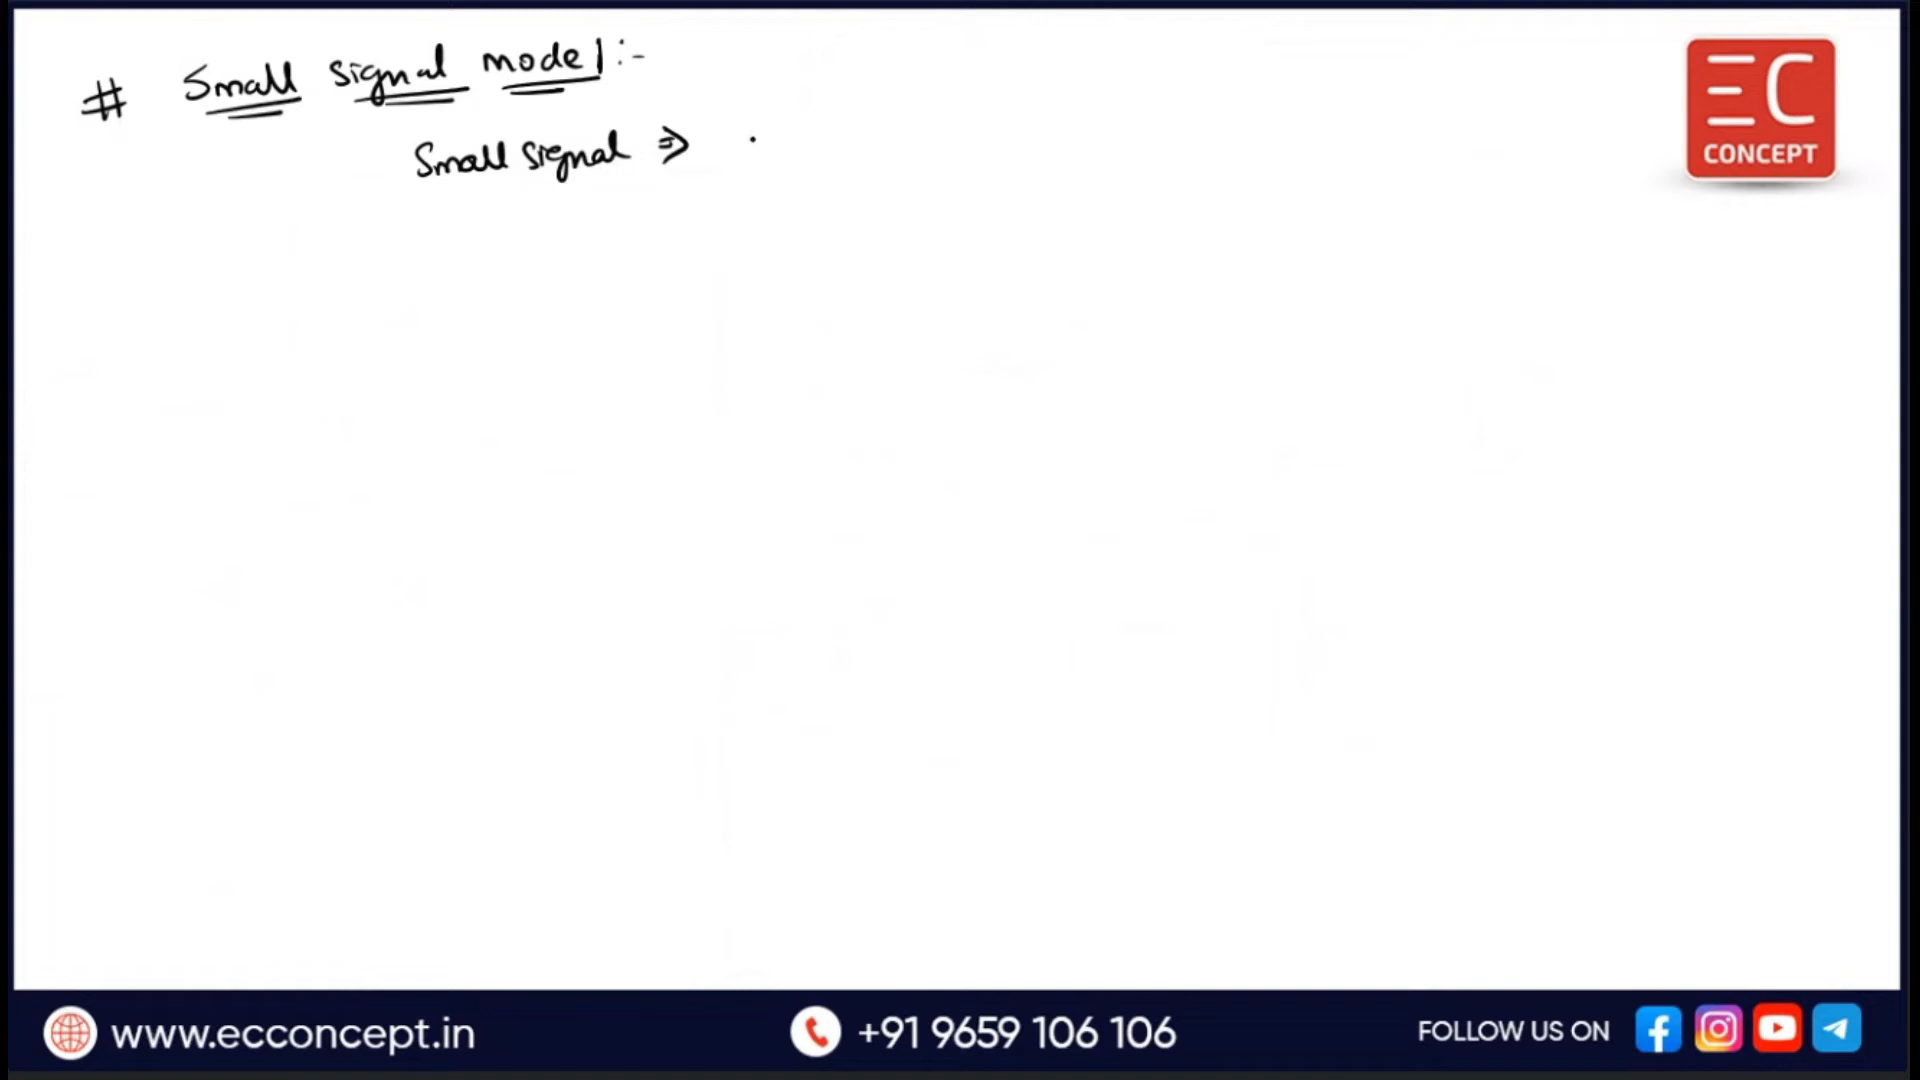 # Small signal model :-
Small signal ⇒
EC
CONCEPT
www.ecconcept.in
+91 9659 106 106
FOLLOW US ON